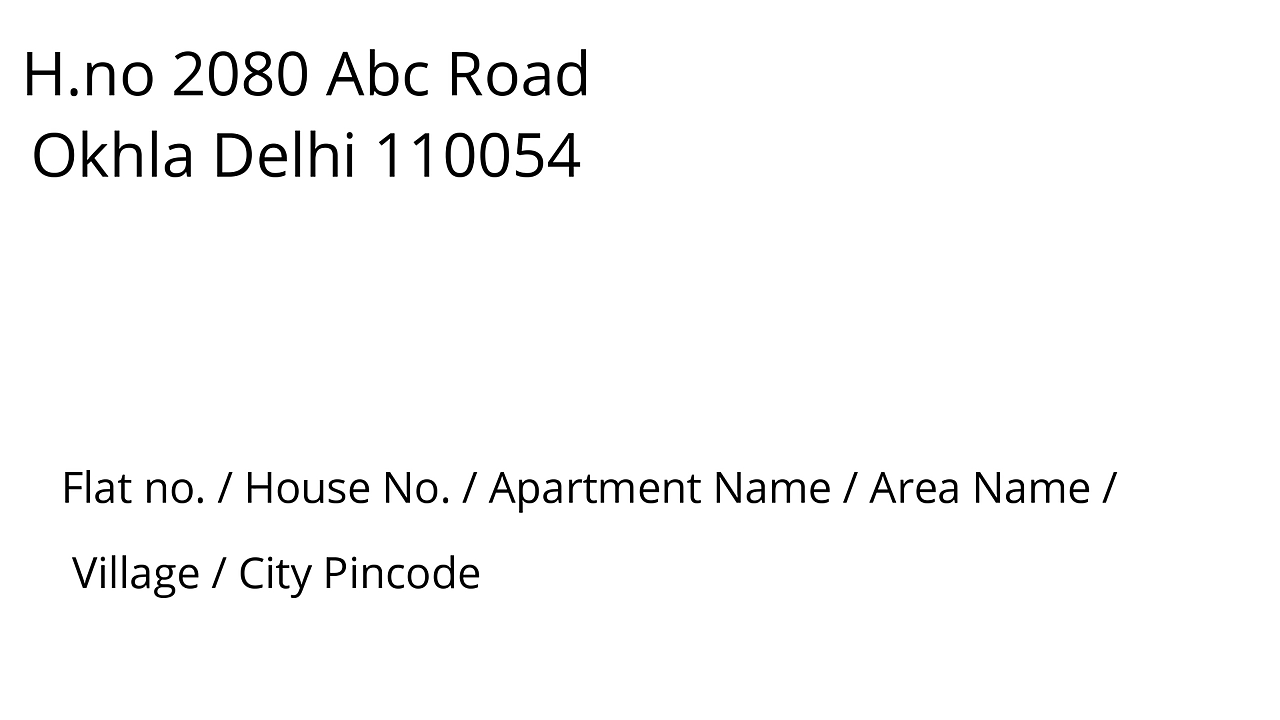 H.no 2080 Abc Road
Okhla Delhi 110054
Flat no. / House No. / Apartment Name / Area Name /
Village / City Pincode